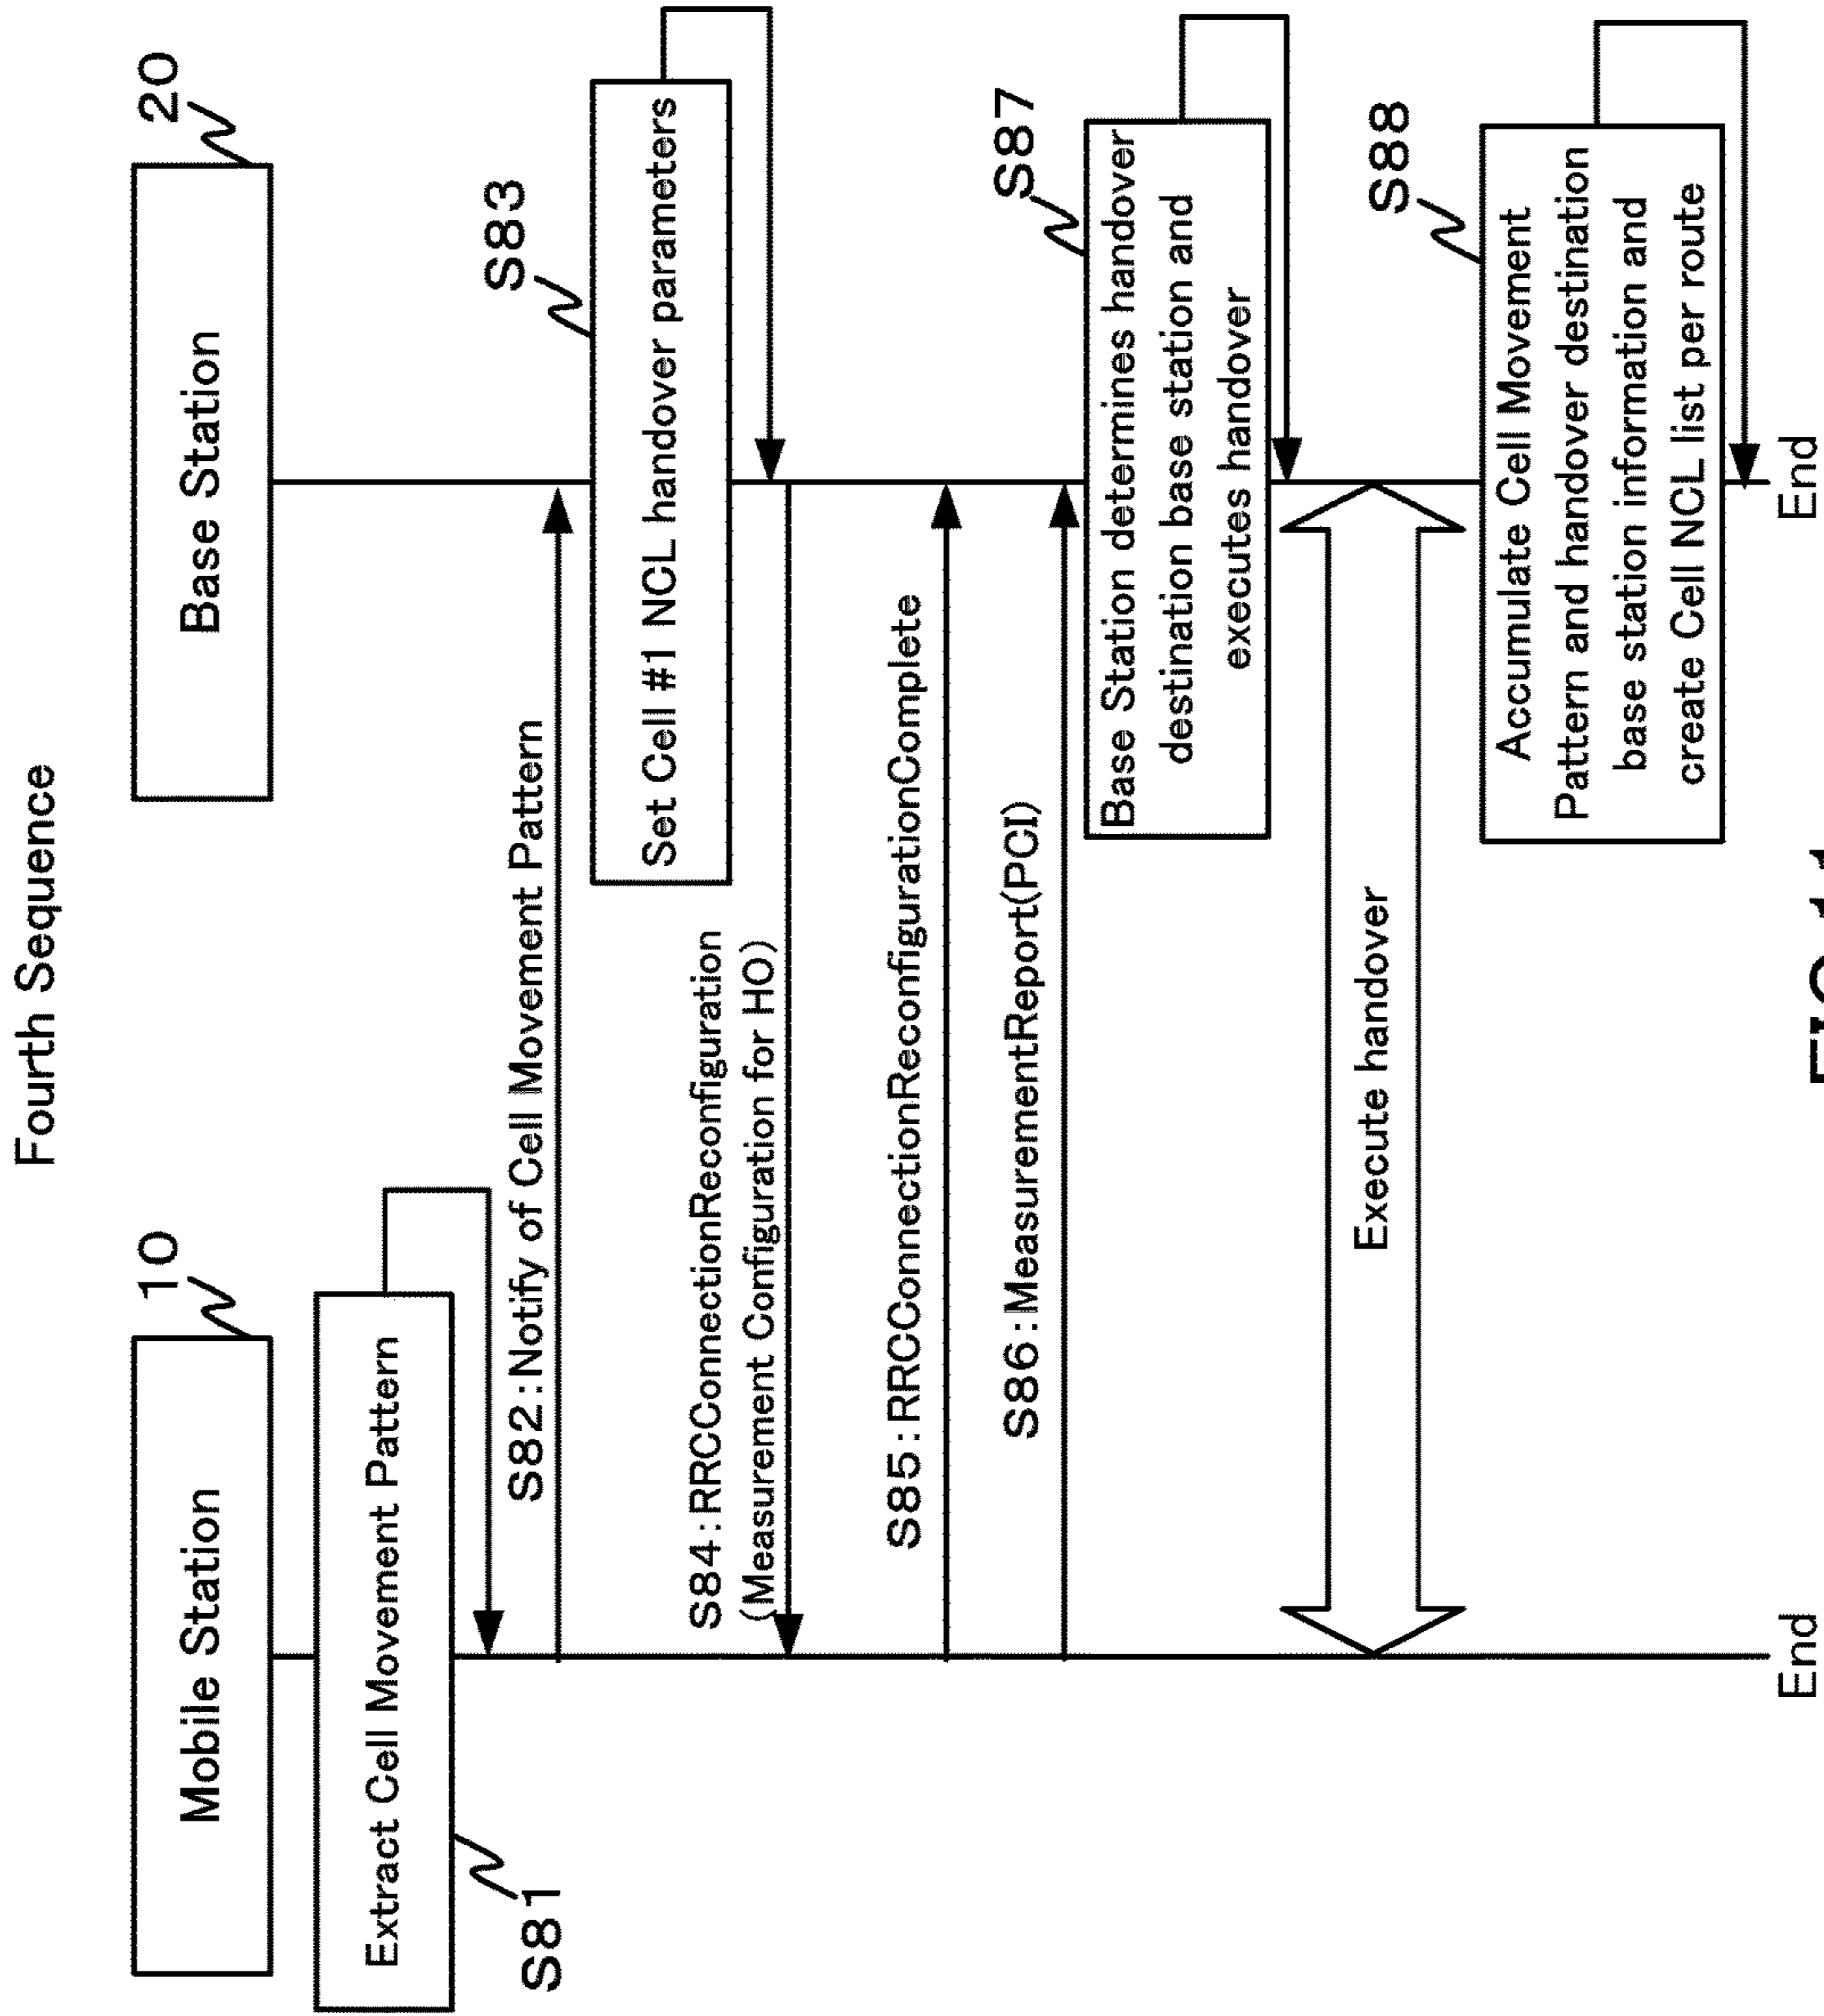 Fourth Sequence
10
Mobile Station
20
Base Station
Extract Cell Movement Pattern
S81
S82:Notify of Cell Movement Pattern
S83
Set Cell #1 NCL handover parameters
S84:RRCConnectionReconfiguration
(Measurement Configuration for HO)
S85:RRCConnectionReconfigurationComplete
S86:MeasurementReport(PCI)
S87
Base Station determines handover
destination base station and
executes handover
Execute handover
S88
Accumulate Cell Movement
Pattern and handover destination
base station information and
create Cell NCL list per route
End
End